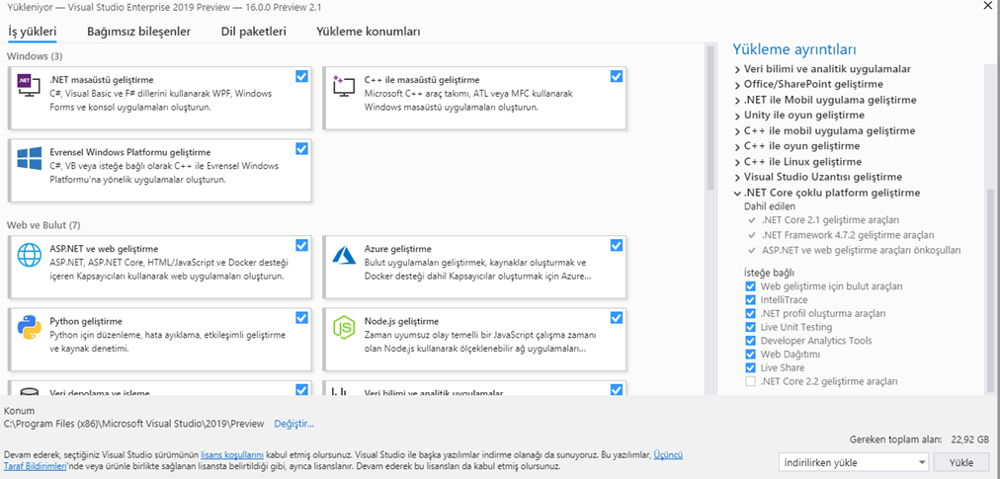 Yükleniyor — Visual Studio Enterprise 2019 Preview — 16.0.0 Preview 2.1
İş yükleri Bağımsız bileşenler Dil paketleri Yükleme konumları
Windows (3)
.NET masaüstü geliştirme
C#, Visual Basic ve F# dillerini kullanarak WPF, Windows
Forms ve konsol uygulamaları oluşturun.
C++ ile masaüstü geliştirme
Microsoft C++ araç takımı, ATL veya MFC kullanarak
Windows masaüstü uygulamaları oluşturun.
Evrensel Windows Platformu geliştirme
C#, VB veya isteğe bağlı olarak C++ ile Evrensel Windows
Platformu'na yönelik uygulamalar oluşturun.
Web ve Bulut (7)
ASP.NET ve web geliştirme
ASP.NET, ASP.NET Core, HTML/JavaScript ve Docker desteği
içeren Kapsayıcıları kullanarak web uygulamaları oluşturun.
Azure geliştirme
Bulut uygulamaları geliştirmek, kaynaklar oluşturmak ve
Docker desteği dahil Kapsayıcılar oluşturmak için Azure...
Python geliştirme
Python için düzenleme, hata ayıklama, etkileşimli geliştirme
ve kaynak denetimi.
Node.js geliştirme
Zaman uyumsuz olay temelli bir JavaScript çalışma zamanı
olan Node.js kullanarak ölçeklenebilir ağ uygulamaları...
Veri depolama ve işleme
Veri bilimi ve analitik uygulamalar
Yükleme ayrıntıları
Veri bilimi ve analitik uygulamalar
Office/SharePoint geliştirme
.NET ile Mobil uygulama geliştirme
Unity ile oyun geliştirme
C++ ile mobil uygulama geliştirme
C++ ile oyun geliştirme
C++ ile Linux geliştirme
Visual Studio Uzantısı geliştirme
.NET Core çoklu platform geliştirme
Dahil edilen
.NET Core 2.1 geliştirme araçları
.NET Framework 4.7.2 geliştirme araçları
ASP.NET ve web geliştirme araçları önkoşulları
İsteğe bağlı
Web geliştirme için bulut araçları
IntelliTrace
.NET profil oluşturma araçları
Live Unit Testing
Developer Analytics Tools
Web Dağıtımı
Live Share
.NET Core 2.2 geliştirme araçları
Konum
C:\Program Files (x86)\Microsoft Visual Studio\2019\Preview Değiştir...
Gereken toplam alan: 22,92 GB
Devam ederek, seçtiğiniz Visual Studio sürümünün lisans koşullarını kabul etmiş olursunuz. Visual Studio ile başka yazılımlar indirme olanağı da sunuyoruz. Bu yazılımlar, Üçüncü
Taraf Bildirimleri'nde veya ürünle birlikte sağlanan lisansta belirtildiği gibi, ayrıca lisanslanır. Devam ederek bu lisansları da kabul etmiş olursunuz.
İndirilirken yükle
Yükle